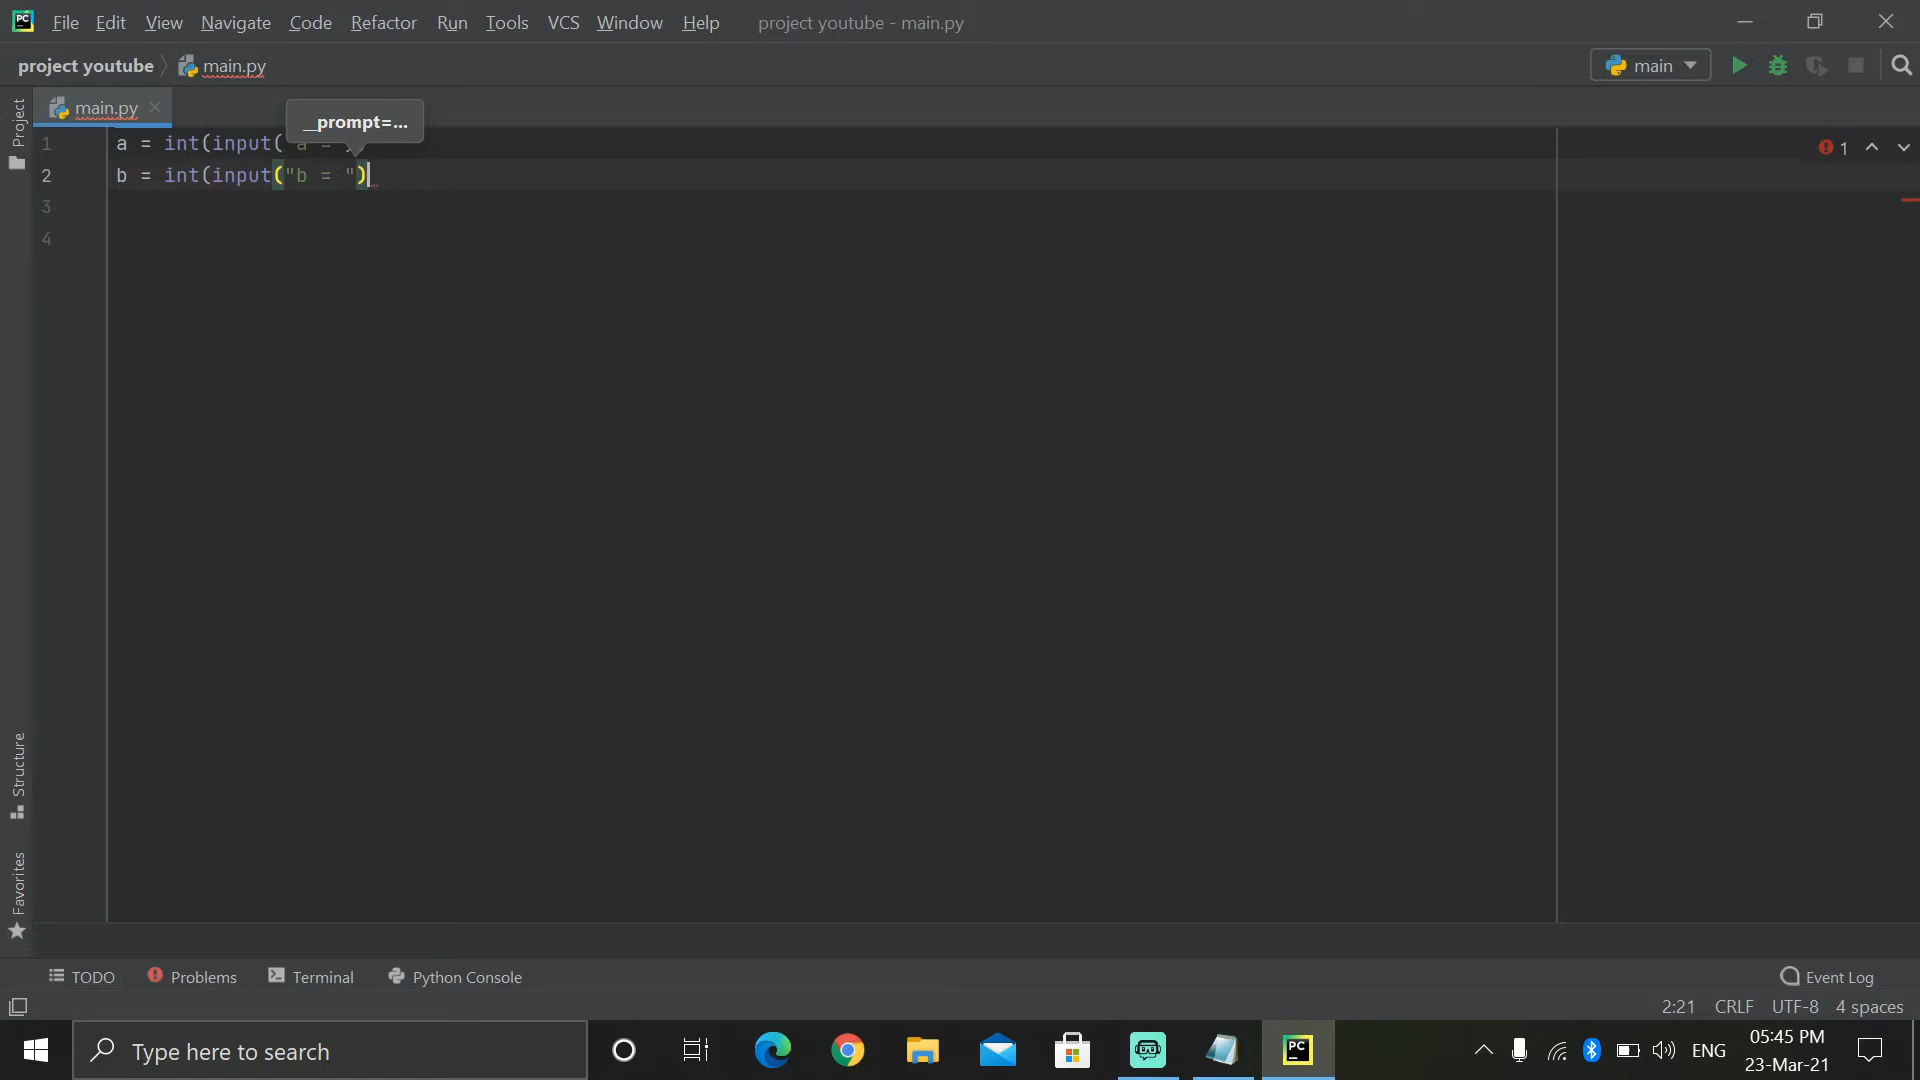 PC File Edit View Navigate Code Refactor Run Tools VCS Window Help project youtube - main.py
project youtube main.py main
Project
main.py
__prompt=...
1 a = int(input(
2 b = int(input("b = ")
3
4
1
Structure
Favorites
TODO Problems Terminal Python Console Event Log
2:21 CRLF UTF-8 4 spaces
Type here to search PC ENG 05:45 PM
23-Mar-21